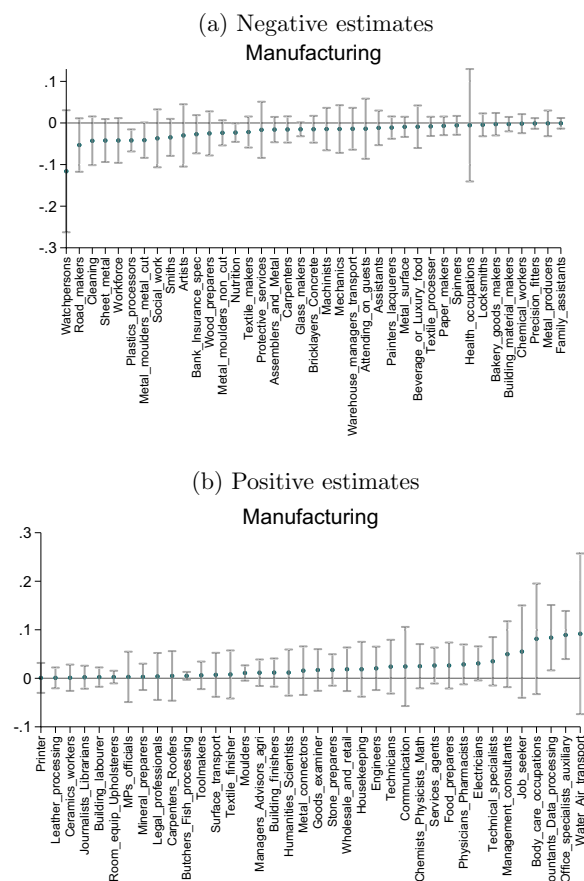 (a) Negative estimates
Manufacturing
.1
0
-.1
-.2
-.3
Watchpersons
Road_makers
Cleaning
Sheet_metal
Workforce
Plastics_processors
Metal_moulders_metal_cut
Social_work
Smiths
Artists
Bank_Insurance_spec
Wood_preparers
Metal_moulders_non_cut
Nutrition
Textile_makers
Protective_services
Assemblers_and_Metal
Carpenters
Glass_makers
Bricklayers_Concrete
Machinists
Mechanics
Warehouse_managers_transport
Attending_on_guests
Assistants
Painters_laquerers
Metal_surface
Beverage_or_Luxury_food
Textile_processer
Paper_makers
Spinners
Health_occupations
Locksmiths
Bakery_goods_makers
Building_material_makers
Chemical_workers
Precision_fitters
Metal_producers
Family_assistants
(b) Positive estimates
Manufacturing
.3
.2
.1
0
-.1
Printer
Leather_processing
Ceramics_workers
Journalists_Librarians
Building_labourer
Room_equip_Upholsterers
MPs_officials
Mineral_preparers
Legal_professionals
Carpenters_Roofers
Butchers_Fish_processing
Toolmakers
Surface_transport
Textile_finisher
Moulders
Managers_Advisors_agri
Building_finishers
Humanities_Scientists
Metal_connectors
Goods_examiner
Stone_preparers
Wholesale_and_retail
Housekeeping
Engineers
Technicians
Communication
Chemists_Physicists_Math
Services_agents
Food_preparers
Physicians_Pharmacists
Electricians
Technical_specialists
Management_consultants
Job_seeker
Body_care_occupations
ountants_Data_processing
Office_specialists_auxiliary
Water_Air_transport